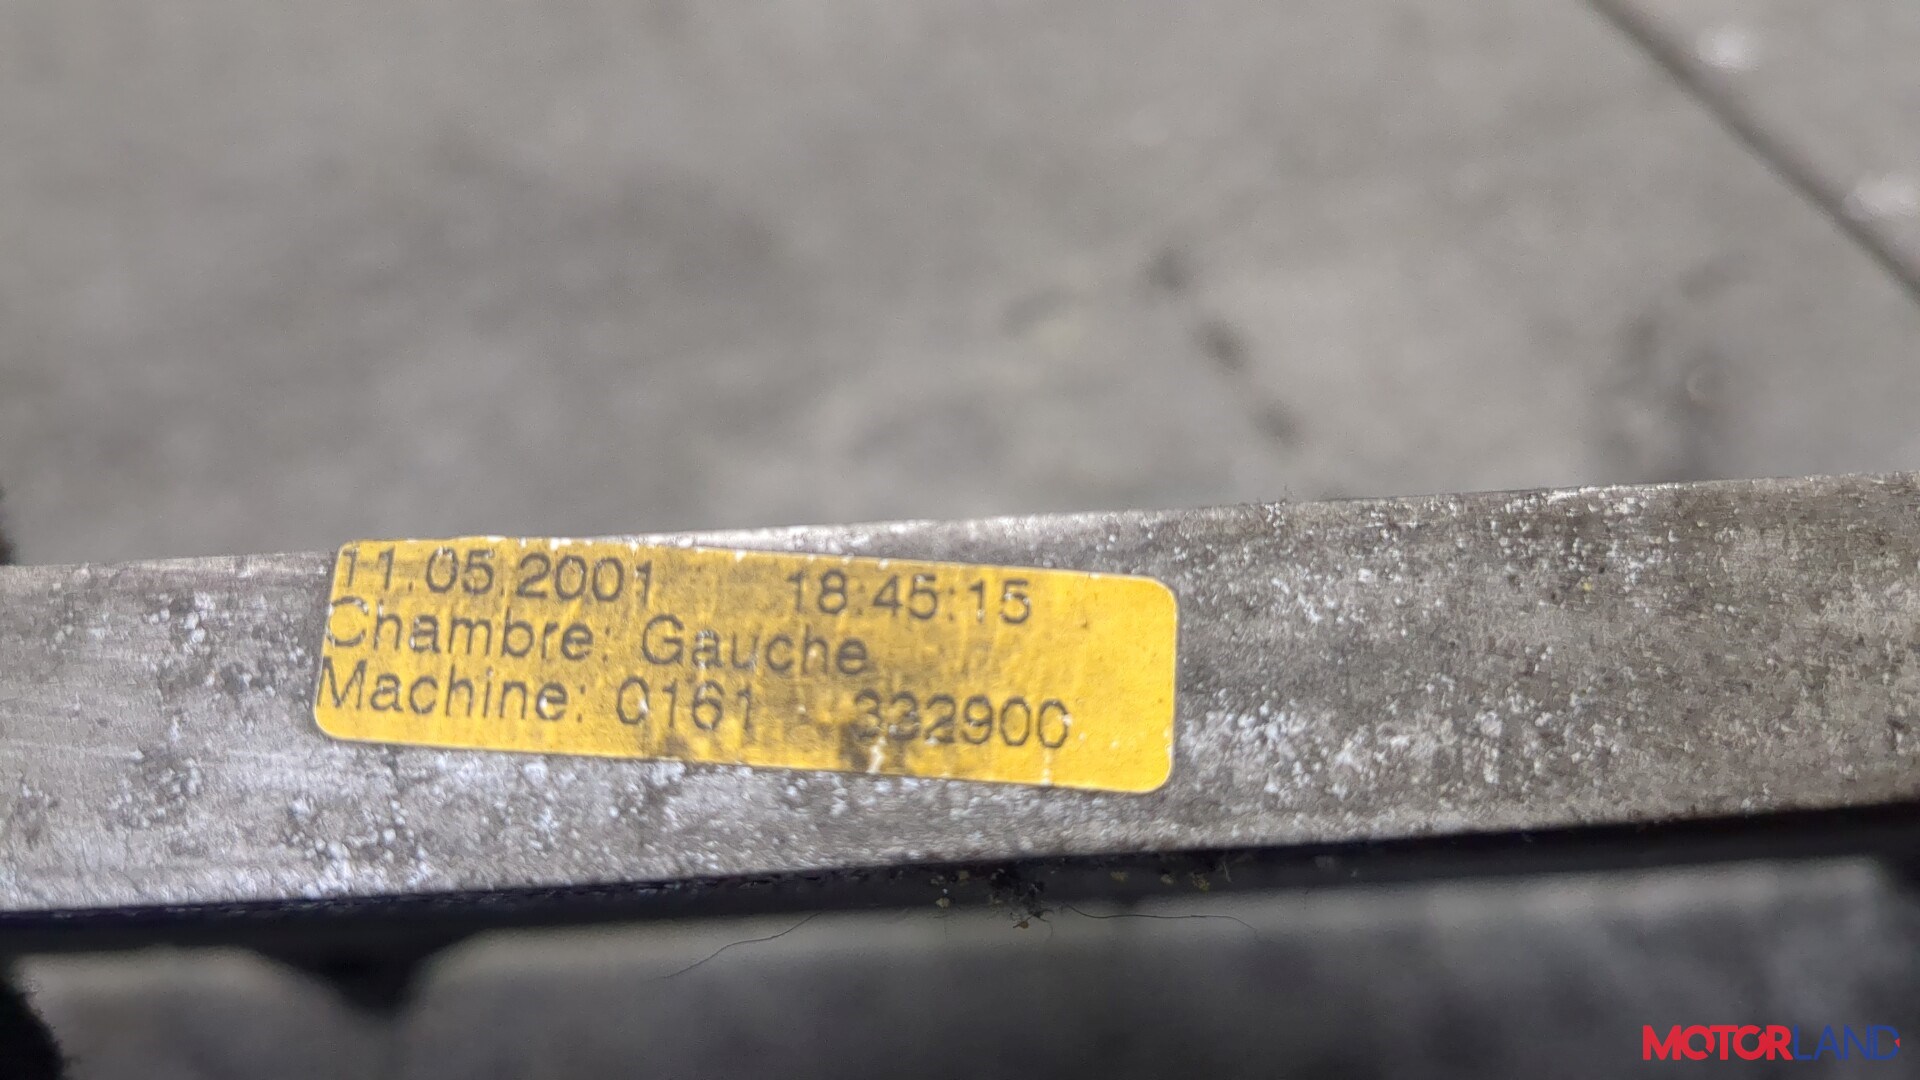 11.05.2001 18:45:15
Chambre: Gauche
Machine: 0161 332900
MOTORLAND